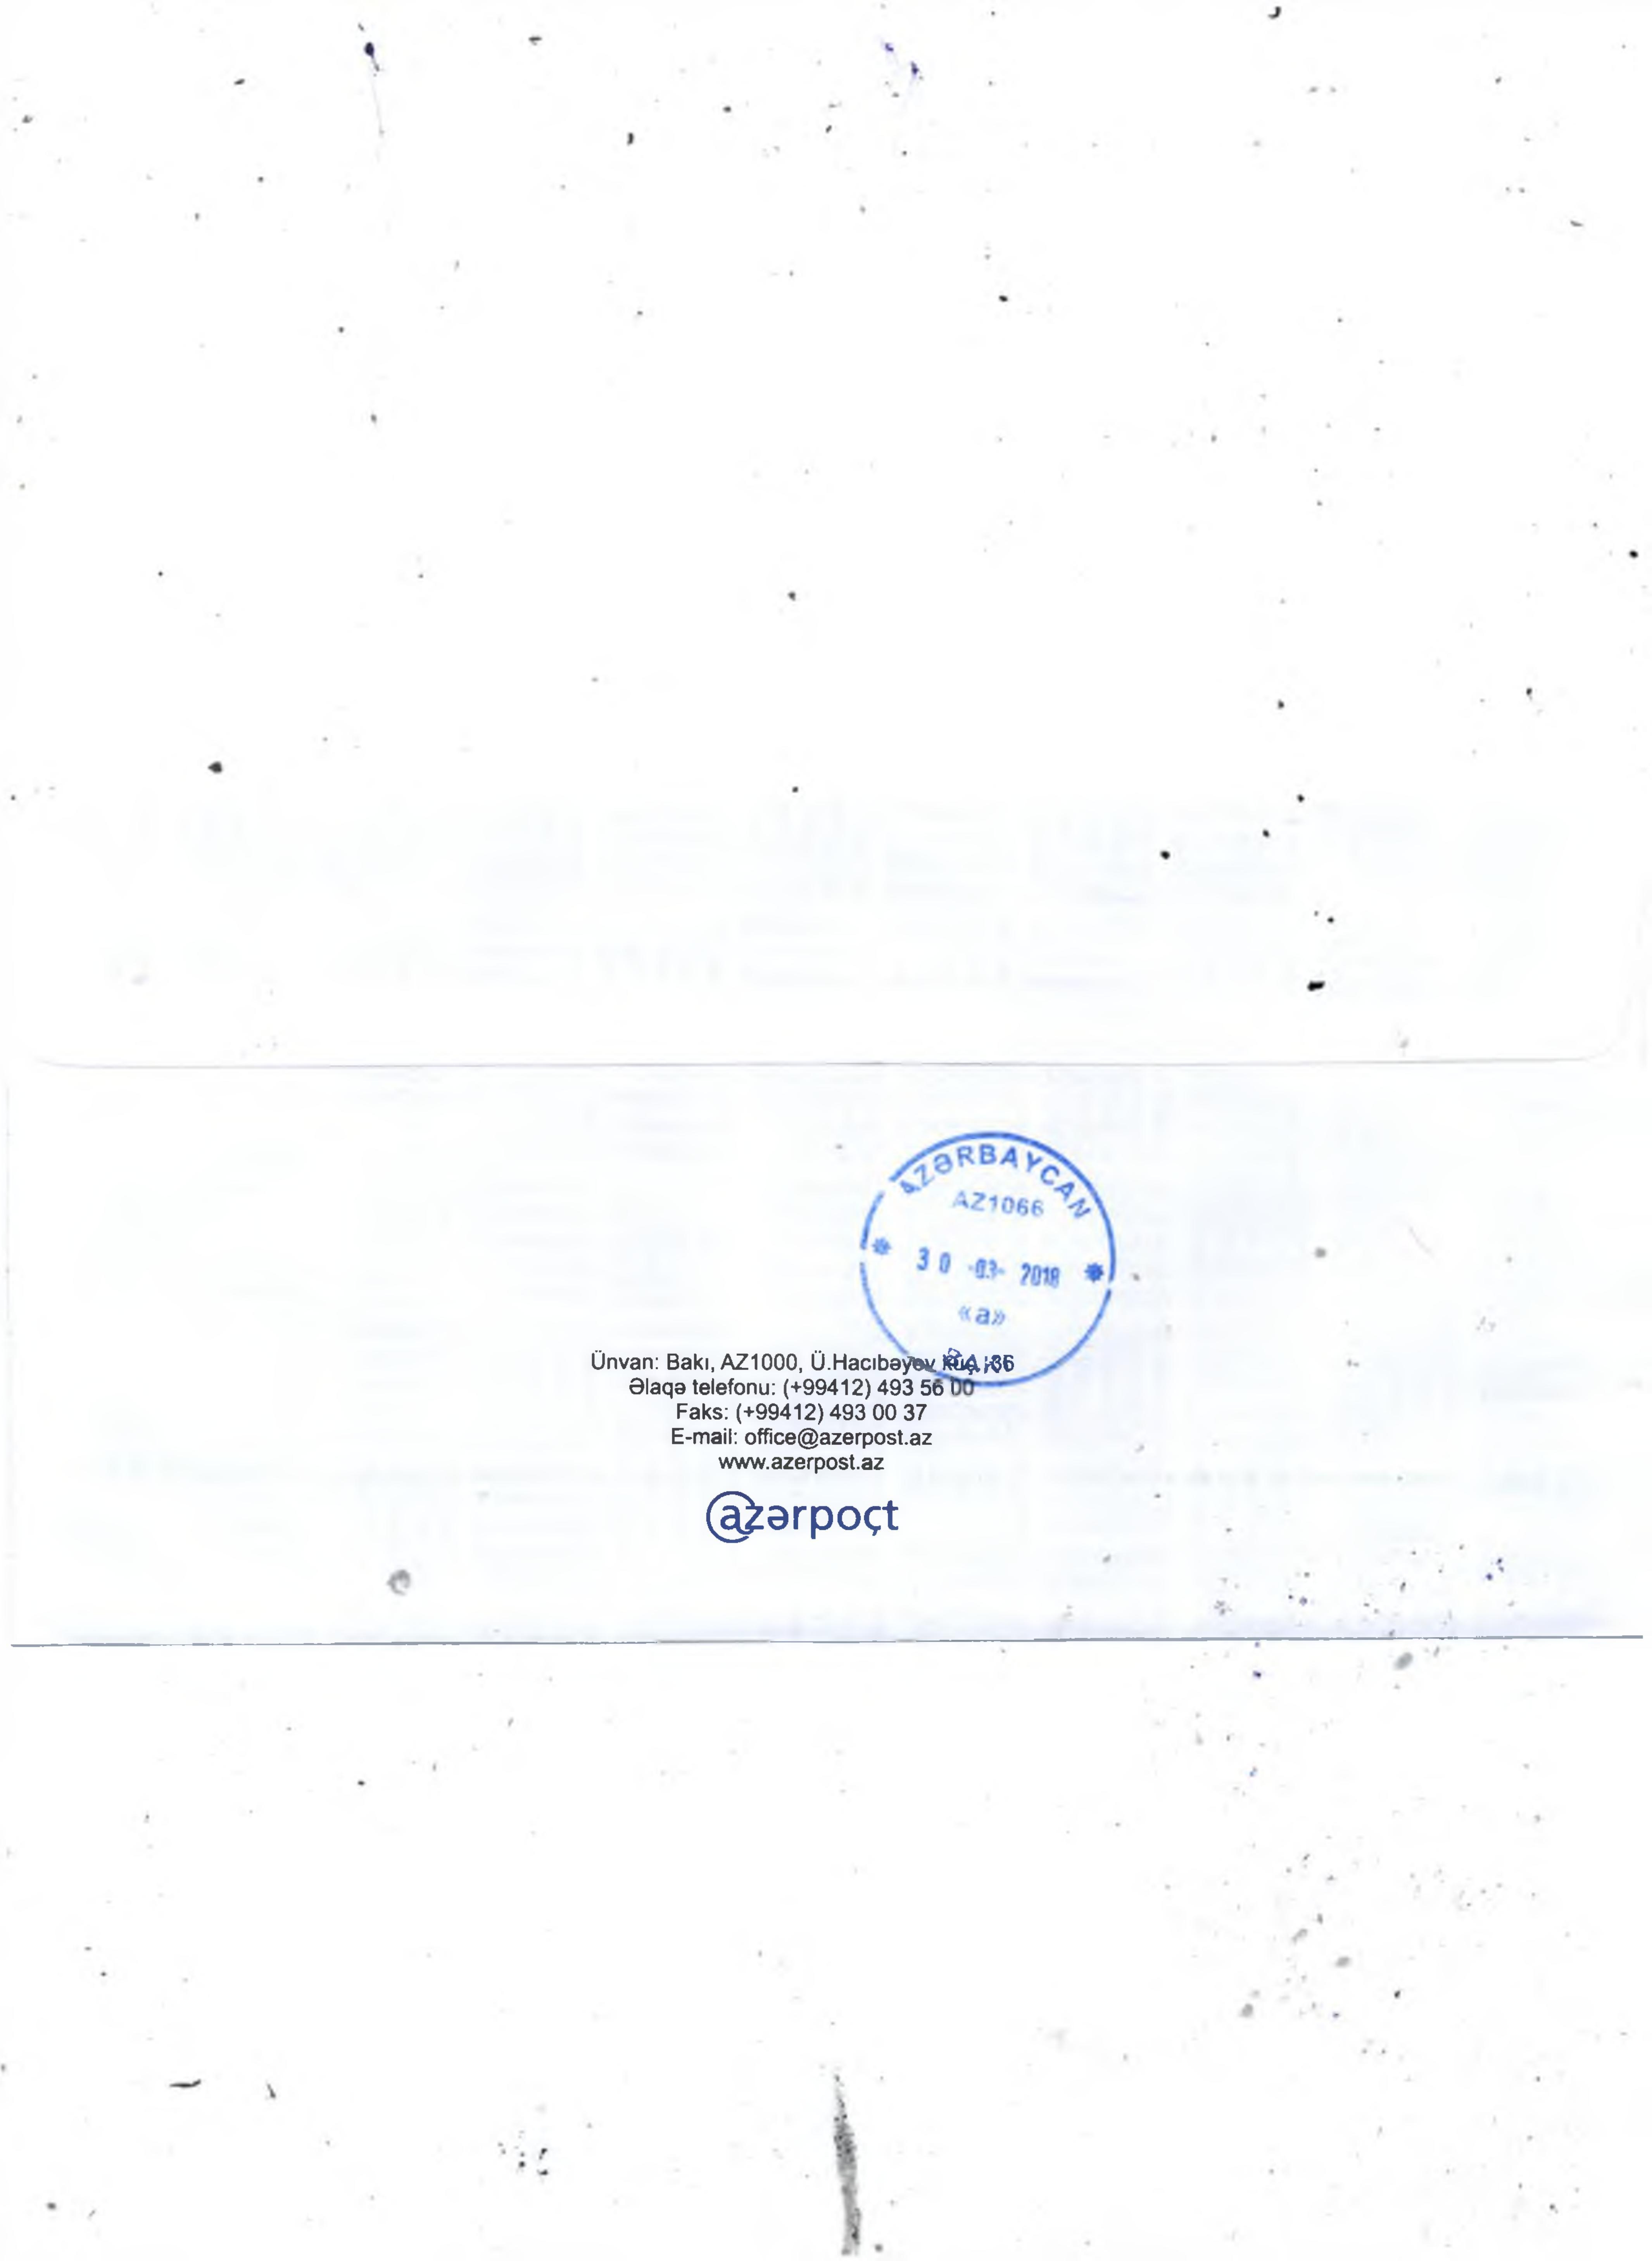 AZƏRBAYCAN
AZ1066
30 -03- 2018
«a»
BAKI
Ünvan: Bakı, AZ1000, Ü.Hacıbəyov küç. 36
Əlaqə telefonu: (+99412) 493 56 00
Faks: (+99412) 493 00 37
E-mail: office@azerpost.az
www.azerpost.az
@zərpoçt